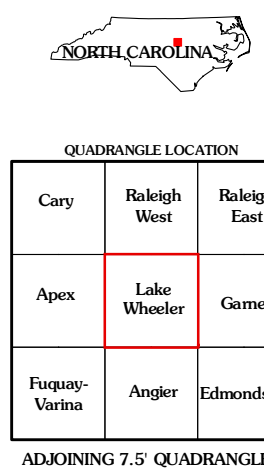 NORTH CAROLINA
QUADRANGLE LOCATION
Cary
Raleigh
West
Raleig
East
Apex
Lake
Wheeler
Garne
Fuquay-
Varina
Angier
Edmonds
ADJOINING 7.5' QUADRANGLE